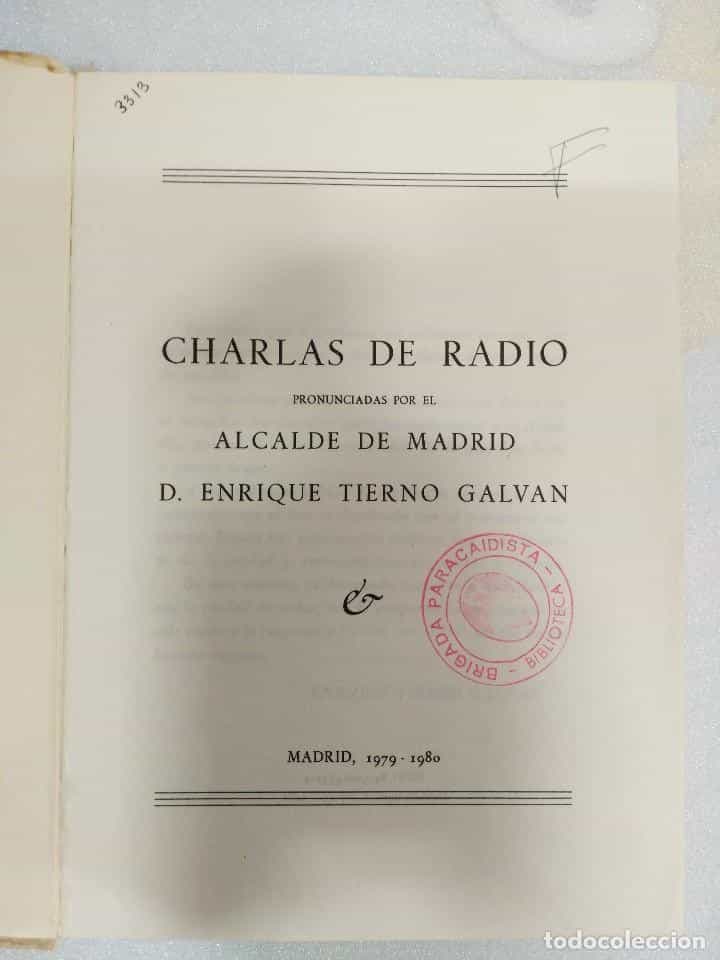 3313
F
CHARLAS DE RADIO
PRONUNCIADAS POR EL
ALCALDE DE MADRID
D. ENRIQUE TIERNO GALVAN
&
BRIGADA PARACAIDISTA -
- BIBLIOTECA -
MADRID, 1979 - 1980
todocoleccion